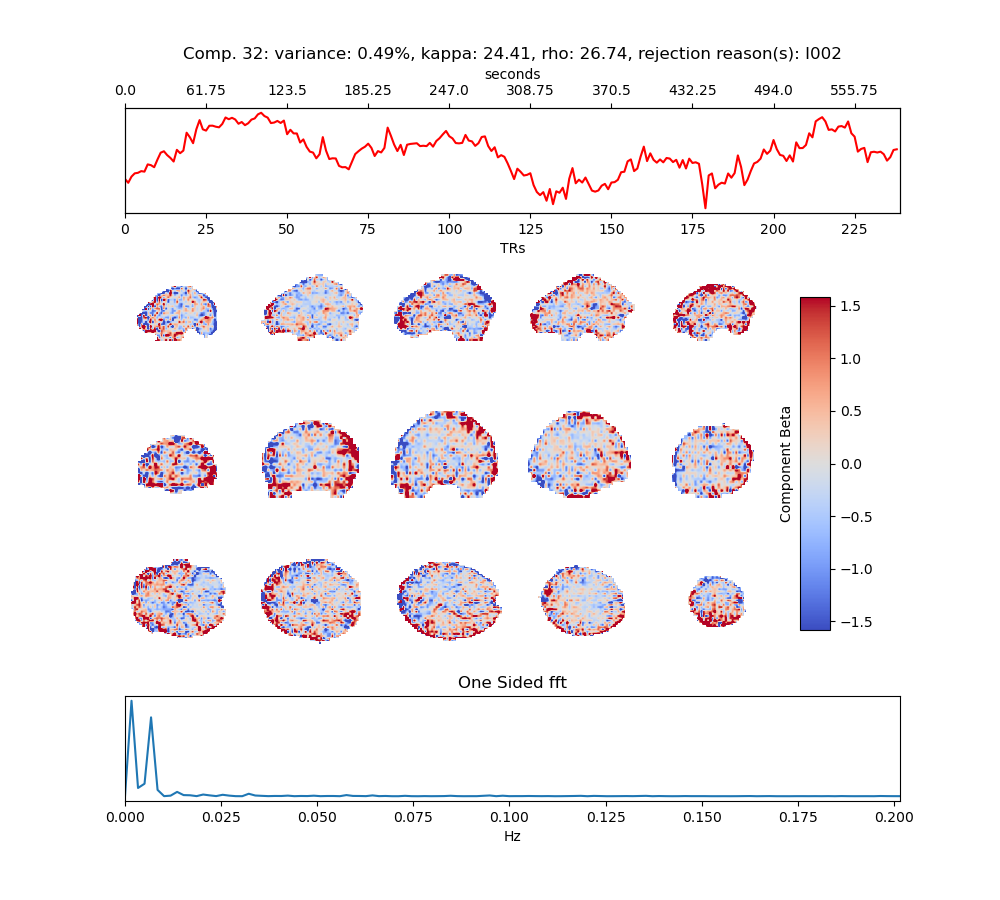 Comp. 32: variance: 0.49%, kappa: 24.41, rho: 26.74, rejection reason(s): I002
seconds
0.0 61.75 123.5 185.25 247.0 308.75 370.5 432.25 494.0 555.75
0 25 50 75 100 125 150 175 200 225
TRs
1.5
1.0
0.5
0.0
−0.5
−1.0
−1.5
Component Beta
One Sided fft
0.000 0.025 0.050 0.075 0.100 0.125 0.150 0.175 0.200
Hz